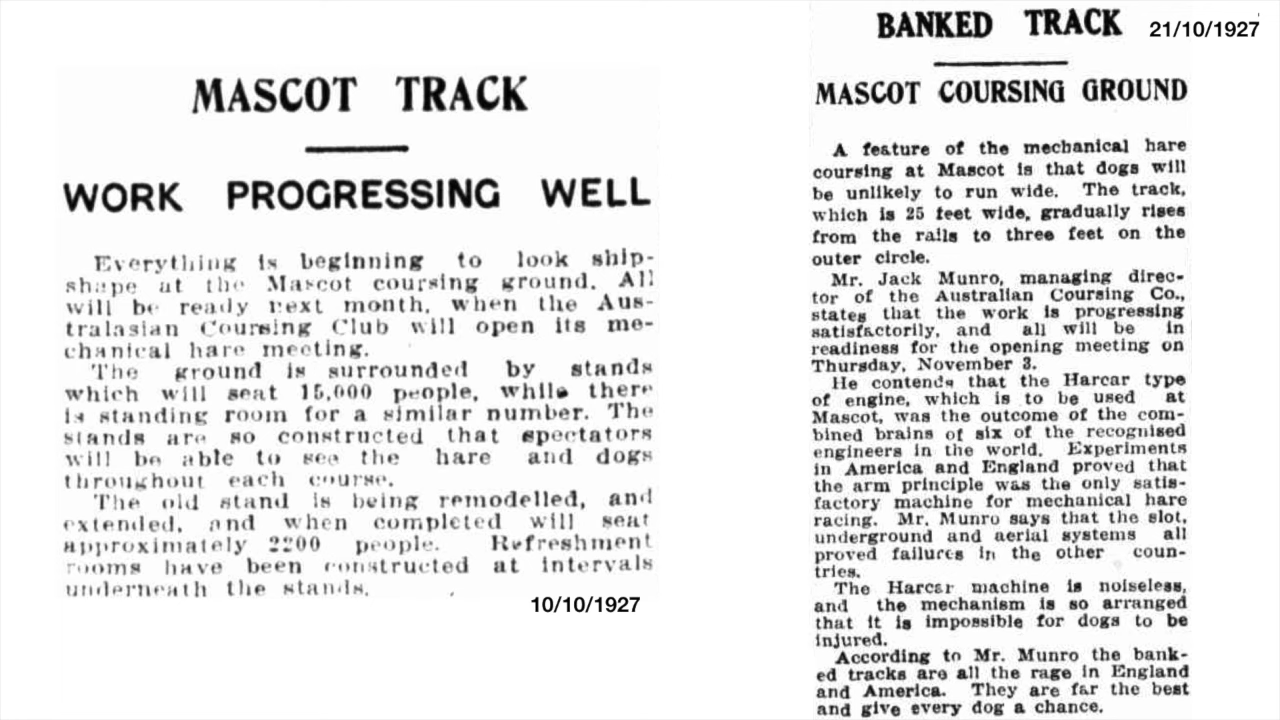 MASCOT TRACK
WORK PROGRESSING WELL
Everything is beginning to look ship-
shape at the Mascot coursing ground. All
will be ready next month, when the Aus-
tralasian Coursing Club will open its me-
chanical hare meeting.
The ground is surrounded by stands
which will seat 15,000 people, while there
is standing room for a similar number. The
stands are so constructed that spectators
will be able to see the hare and dogs
throughout each course.
The old stand is being remodelled, and
extended, and when completed will seat
approximately 2200 people. Refreshment
rooms have been constructed at intervals
underneath the stands.
10/10/1927
BANKED TRACK
21/10/1927
MASCOT COURSING GROUND
A feature of the mechanical hare
coursing at Mascot is that dogs will
be unlikely to run wide. The track,
which is 25 feet wide, gradually rises
from the rails to three feet on the
outer circle.
Mr. Jack Munro, managing direc-
tor of the Australian Coursing Co.,
states that the work is progressing
satisfactorily, and all will be in
readiness for the opening meeting on
Thursday, November 3.
He contends that the Harcar type
of engine, which is to be used at
Mascot, was the outcome of the com-
bined brains of six of the recognised
engineers in the world. Experiments
in America and England proved that
the arm principle was the only satis-
factory machine for mechanical hare
racing. Mr. Munro says that the slot,
underground and aerial systems all
proved failures in the other coun-
tries.
The Harcar machine is noiseless,
and the mechanism is so arranged
that it is impossible for dogs to be
injured.
According to Mr. Munro the bank-
ed tracks are all the rage in England
and America. They are far the best
and give every dog a chance.